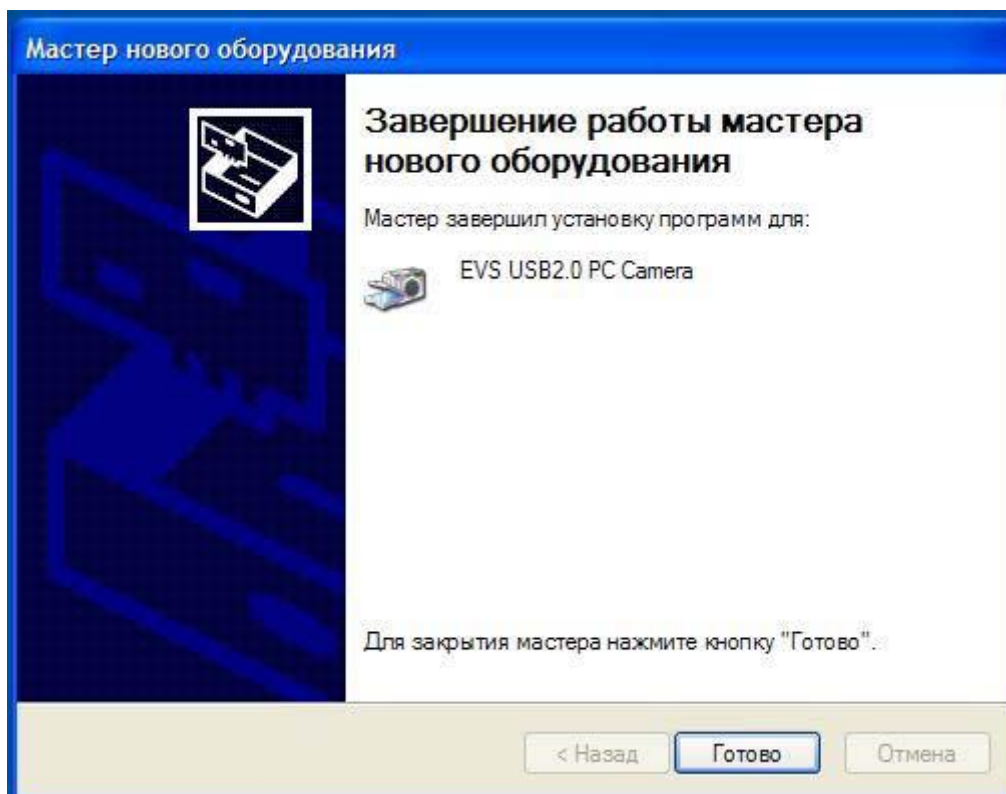 Мастер нового оборудования
Завершение работы мастера
нового оборудования
Мастер завершил установку программ для:
EVS USB2.0 PC Camera
Для закрытия мастера нажмите кнопку "Готово".
< Назад Готово Отмена